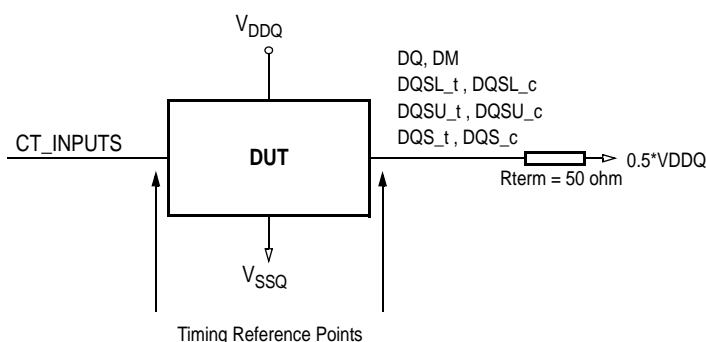 VDDQ
DQ, DM
DQSL_t , DQSL_c
DQSU_t , DQSU_c
DQS_t , DQS_c
CT_INPUTS
DUT
0.5*VDDQ
Rterm = 50 ohm
VSSQ
Timing Reference Points